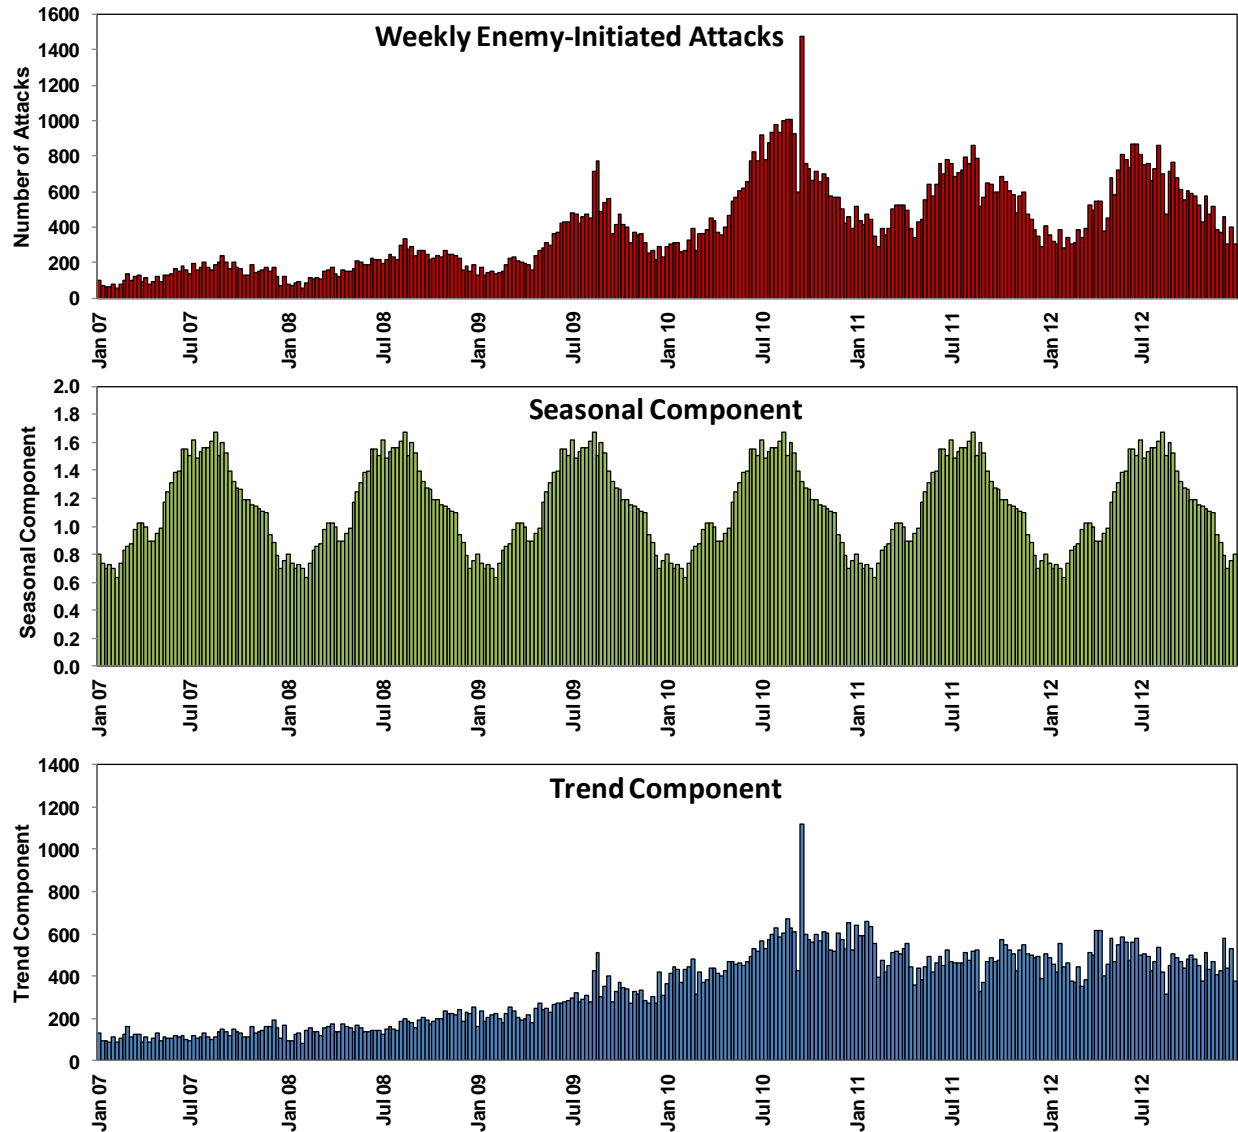 Weekly Enemy-Initiated Attacks
Number of Attacks
1600
1400
1200
1000
800
600
400
200
0
Jan 07
Jul 07
Jan 08
Jul 08
Jan 09
Jul 09
Jan 10
Jul 10
Jan 11
Jul 11
Jan 12
Jul 12
Seasonal Component
Seasonal Component
2.0
1.8
1.6
1.4
1.2
1.0
0.8
0.6
0.4
0.2
0.0
Jan 07
Jul 07
Jan 08
Jul 08
Jan 09
Jul 09
Jan 10
Jul 10
Jan 11
Jul 11
Jan 12
Jul 12
Trend Component
Trend Component
1400
1200
1000
800
600
400
200
0
Jan 07
Jul 07
Jan 08
Jul 08
Jan 09
Jul 09
Jan 10
Jul 10
Jan 11
Jul 11
Jan 12
Jul 12